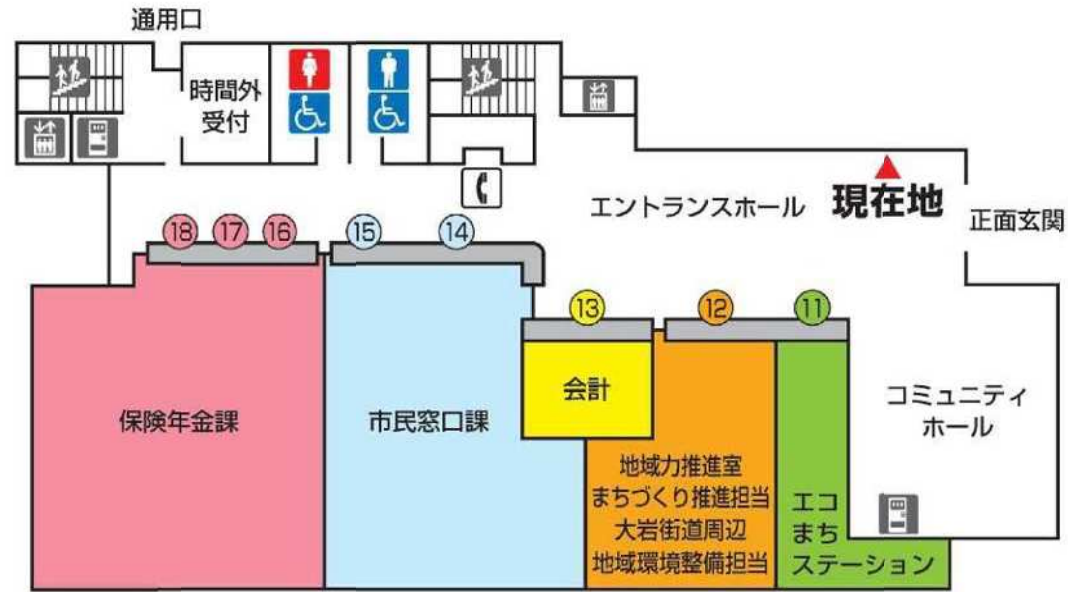 通用口
時間外
受付
エントランスホール
現在地
正面玄関
⑱
⑰
⑯
⑮
⑭
⑬
⑫
⑪
保険年金課
市民窓口課
会計
地域力推進室
まちづくり推進担当
大岩街道周辺
地域環境整備担当
エコ
まち
ステーション
コミュニティ
ホール